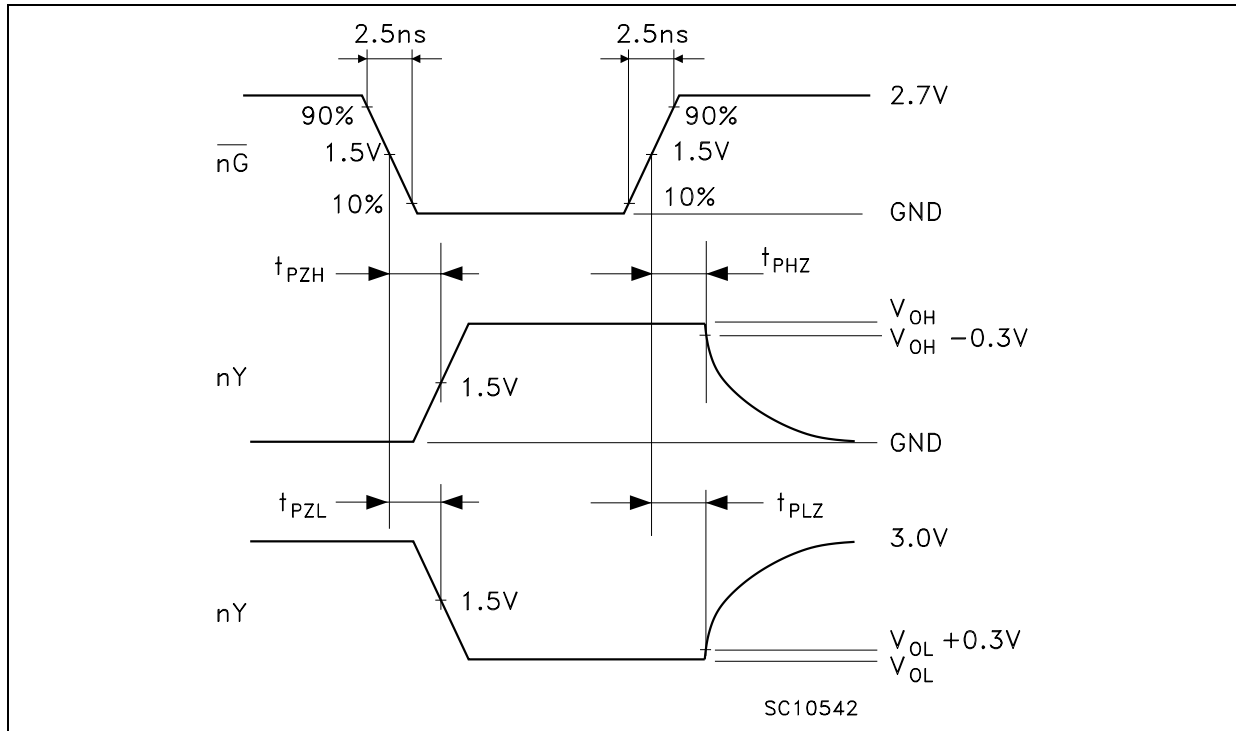 2.5ns 2.5ns
2.7V
90% 90%
nG 1.5V 1.5V
10% 10%
GND
tPZH tPHZ
VOH
VOH −0.3V
nY 1.5V
GND
tPZL tPLZ
3.0V
nY 1.5V
VOL +0.3V
VOL
SC10542